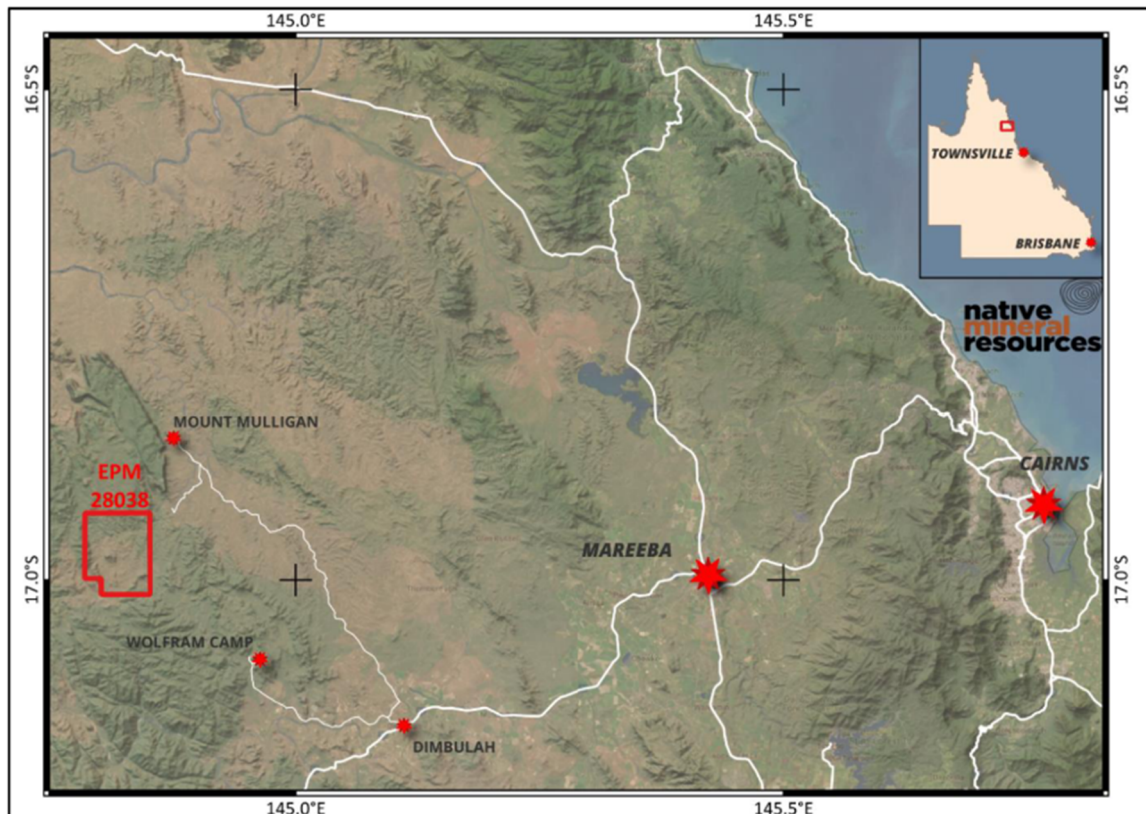 145.0°E
145.5°E
16.5°S
16.5°S
TOWNSVILLE
BRISBANE
native
mineral
resources
MOUNT MULLIGAN
EPM
28038
CAIRNS
MAREEBA
17.0°S
17.0°S
WOLFRAM CAMP
DIMBULAH
145.0°E
145.5°E